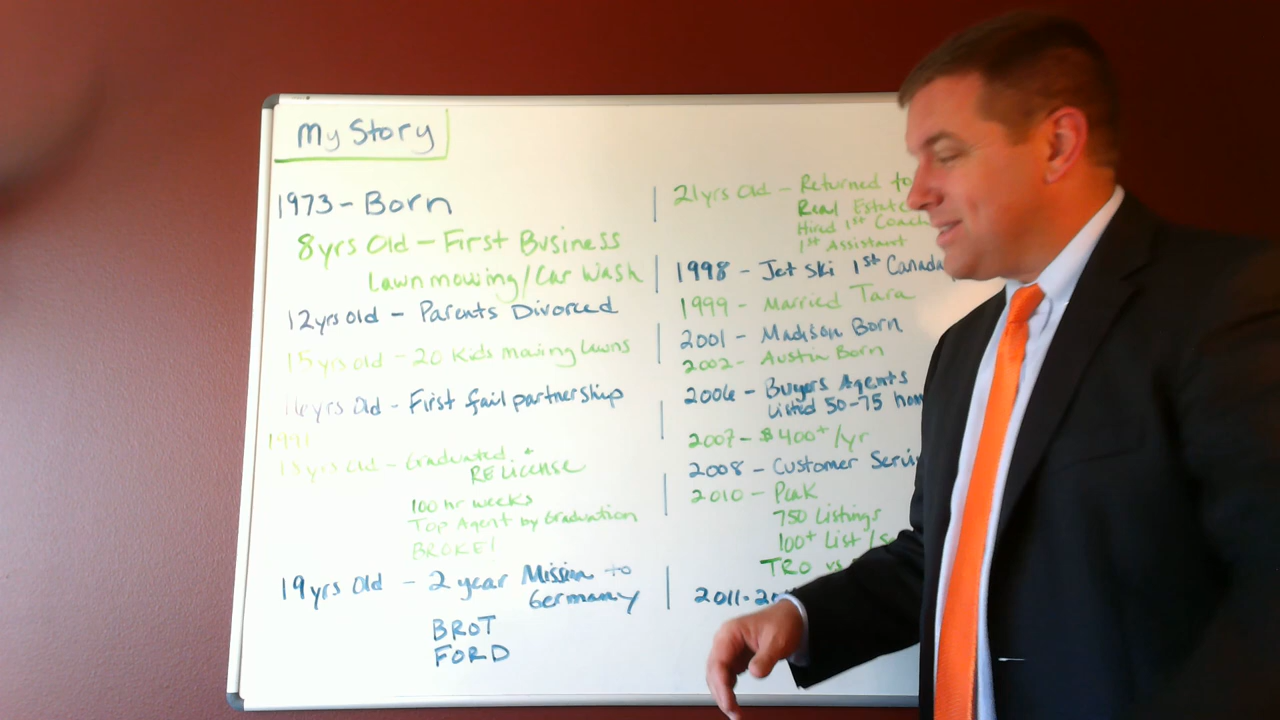 My Story
1973 - Born
8yrs Old - First Business
Lawnmowing/Car Wash
12yrs old - Parents Divorced
15yrs old - 20 Kids mowing lawns
16yrs Old - First fail partnership
1991
18yrs Old - Graduated +
RE License
100 hr weeks
Top Agent by Graduation
BROKE!
19yrs Old - 2 year Mission to
Germany
BROT
FORD
21yrs Old - Returned to
Real Estate
Hired 1st Coach
1st Assistant
1998 - Jet Ski 1st Canada
1999 - Married Tara
2001 - Madison Born
2002 - Austin Born
2006 - Buyers Agents
Listed 50-75
2007 - $400+/yr
2008 - Customer
2010 - Peak
750 Listings
100+ List/
TRO vs